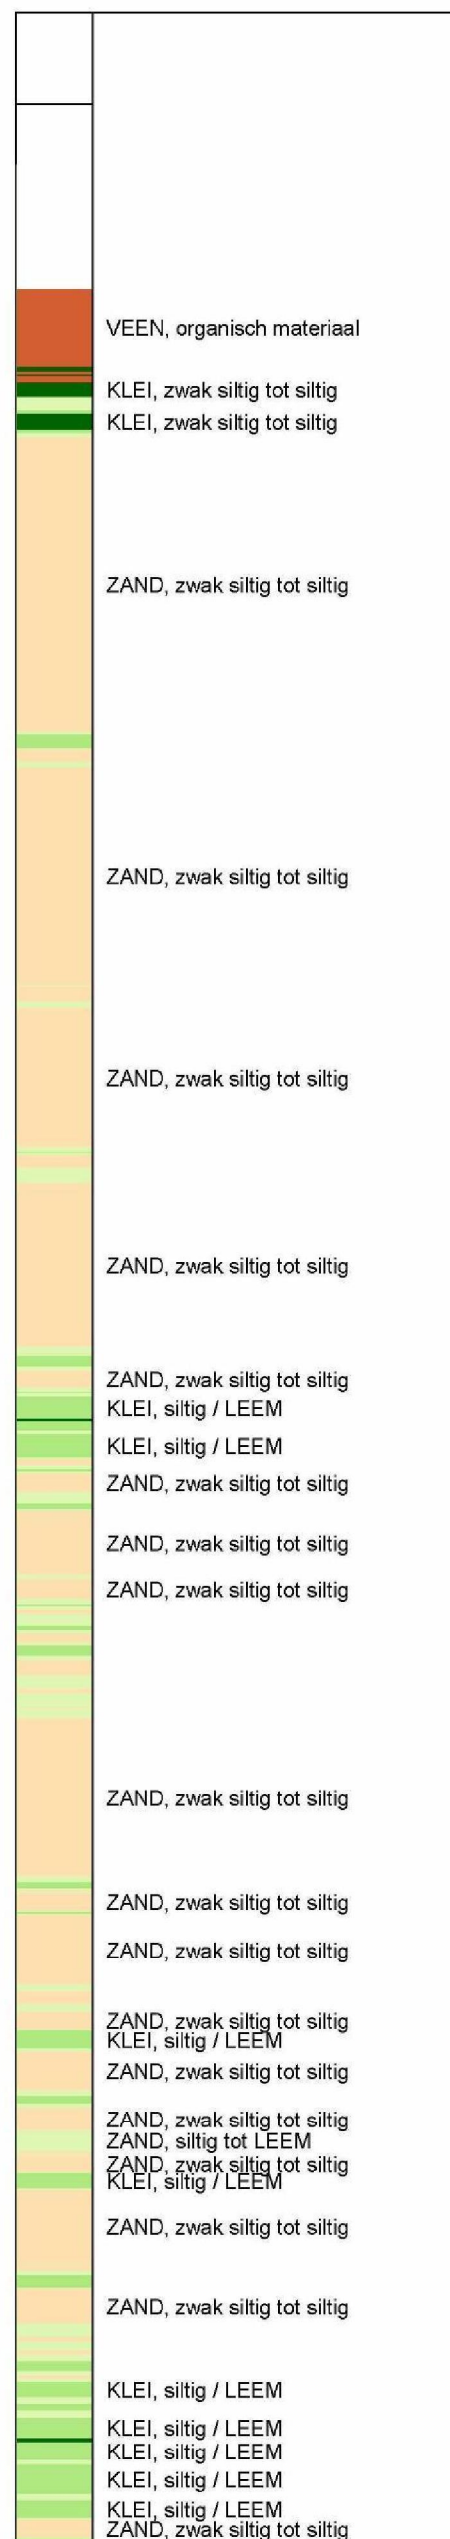 VEEN, organisch materiaal
KLEI, zwak siltig tot siltig
KLEI, zwak siltig tot siltig
ZAND, zwak siltig tot siltig
ZAND, zwak siltig tot siltig
ZAND, zwak siltig tot siltig
ZAND, zwak siltig tot siltig
ZAND, zwak siltig tot siltig
KLEI, siltig / LEEM
KLEI, siltig / LEEM
ZAND, zwak siltig tot siltig
ZAND, zwak siltig tot siltig
ZAND, zwak siltig tot siltig
ZAND, zwak siltig tot siltig
ZAND, zwak siltig tot siltig
ZAND, zwak siltig tot siltig
ZAND, zwak siltig tot siltig
KLEI, siltig / LEEM
ZAND, zwak siltig tot siltig
ZAND, zwak siltig tot siltig
ZAND, siltig tot LEEM
ZAND, zwak siltig tot siltig
KLEI, siltig / LEEM
ZAND, zwak siltig tot siltig
ZAND, zwak siltig tot siltig
KLEI, siltig / LEEM
KLEI, siltig / LEEM
KLEI, siltig / LEEM
KLEI, siltig / LEEM
KLEI, siltig / LEEM
ZAND, zwak siltig tot siltig